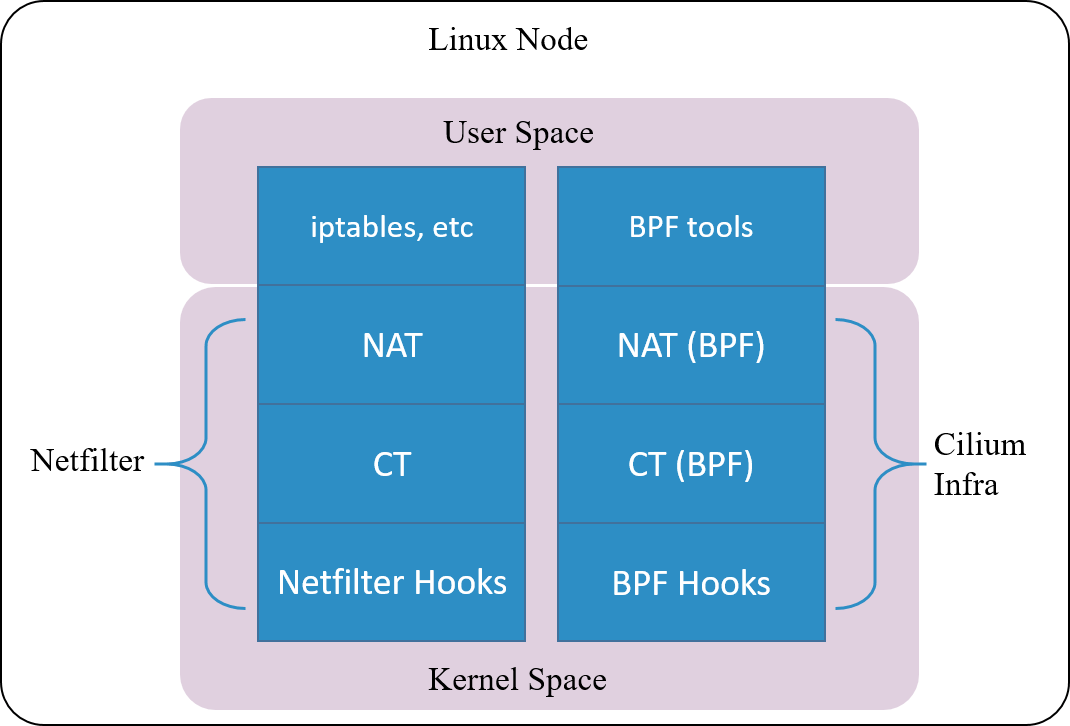 Linux Node
User Space
iptables, etc
BPF tools
NAT
NAT (BPF)
Netfilter
CT
CT (BPF)
Cilium
Infra
Netfilter Hooks
BPF Hooks
Kernel Space